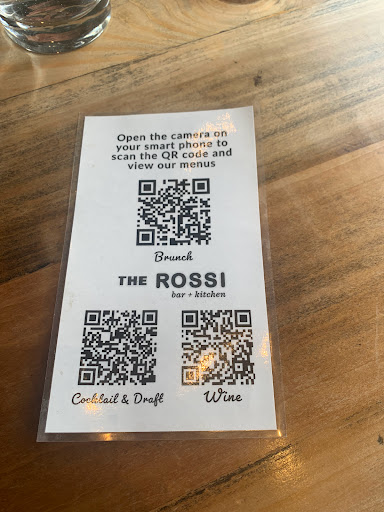 Open the camera on
your smart phone to
scan the QR code and
view our menus
Brunch
THE ROSSI
bar + kitchen
Cocktail & Draft
Wine